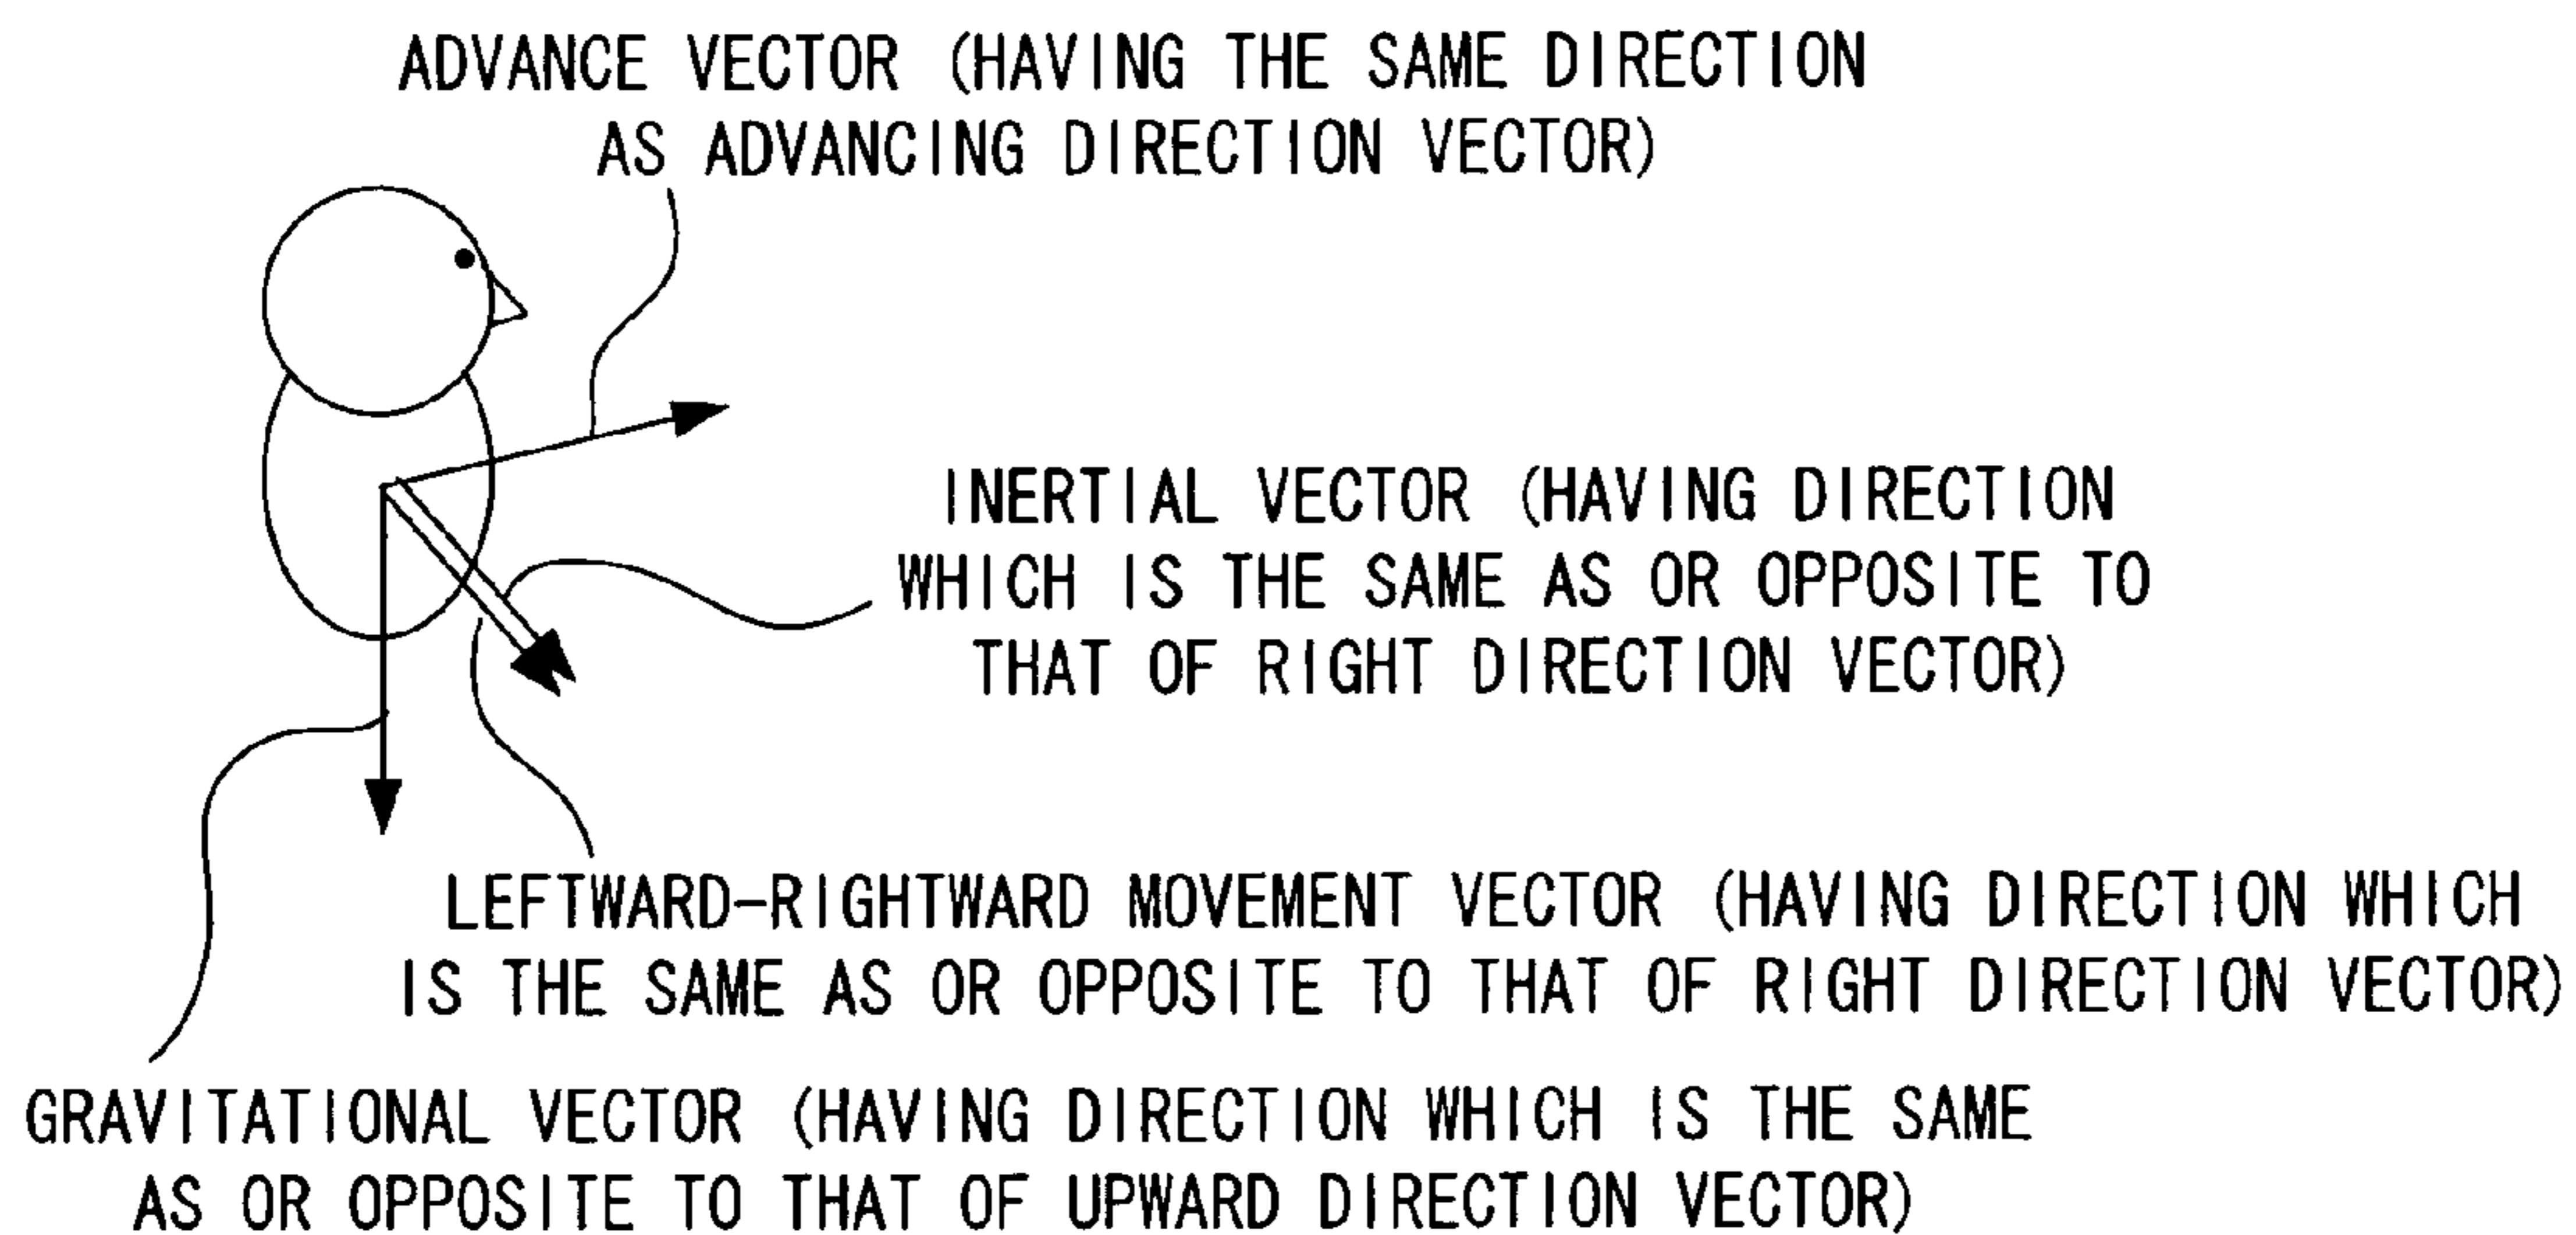 ADVANCE VECTOR (HAVING THE SAME DIRECTION
AS ADVANCING DIRECTION VECTOR)
INERTIAL VECTOR (HAVING DIRECTION
WHICH IS THE SAME AS OR OPPOSITE TO
THAT OF RIGHT DIRECTION VECTOR)
LEFTWARD-RIGHTWARD MOVEMENT VECTOR (HAVING DIRECTION WHICH
IS THE SAME AS OR OPPOSITE TO THAT OF RIGHT DIRECTION VECTOR)
GRAVITATIONAL VECTOR (HAVING DIRECTION WHICH IS THE SAME
AS OR OPPOSITE TO THAT OF UPWARD DIRECTION VECTOR)